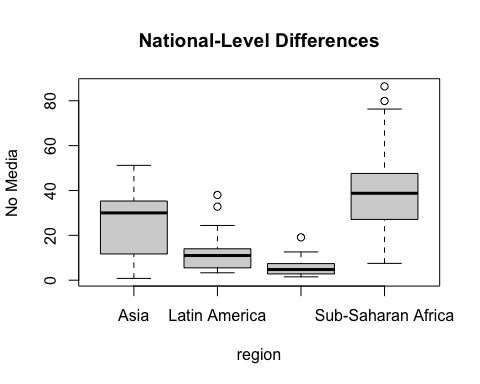 National-Level Differences
No Media
80
60
40
20
0
Asia Latin America Sub-Saharan Africa
region